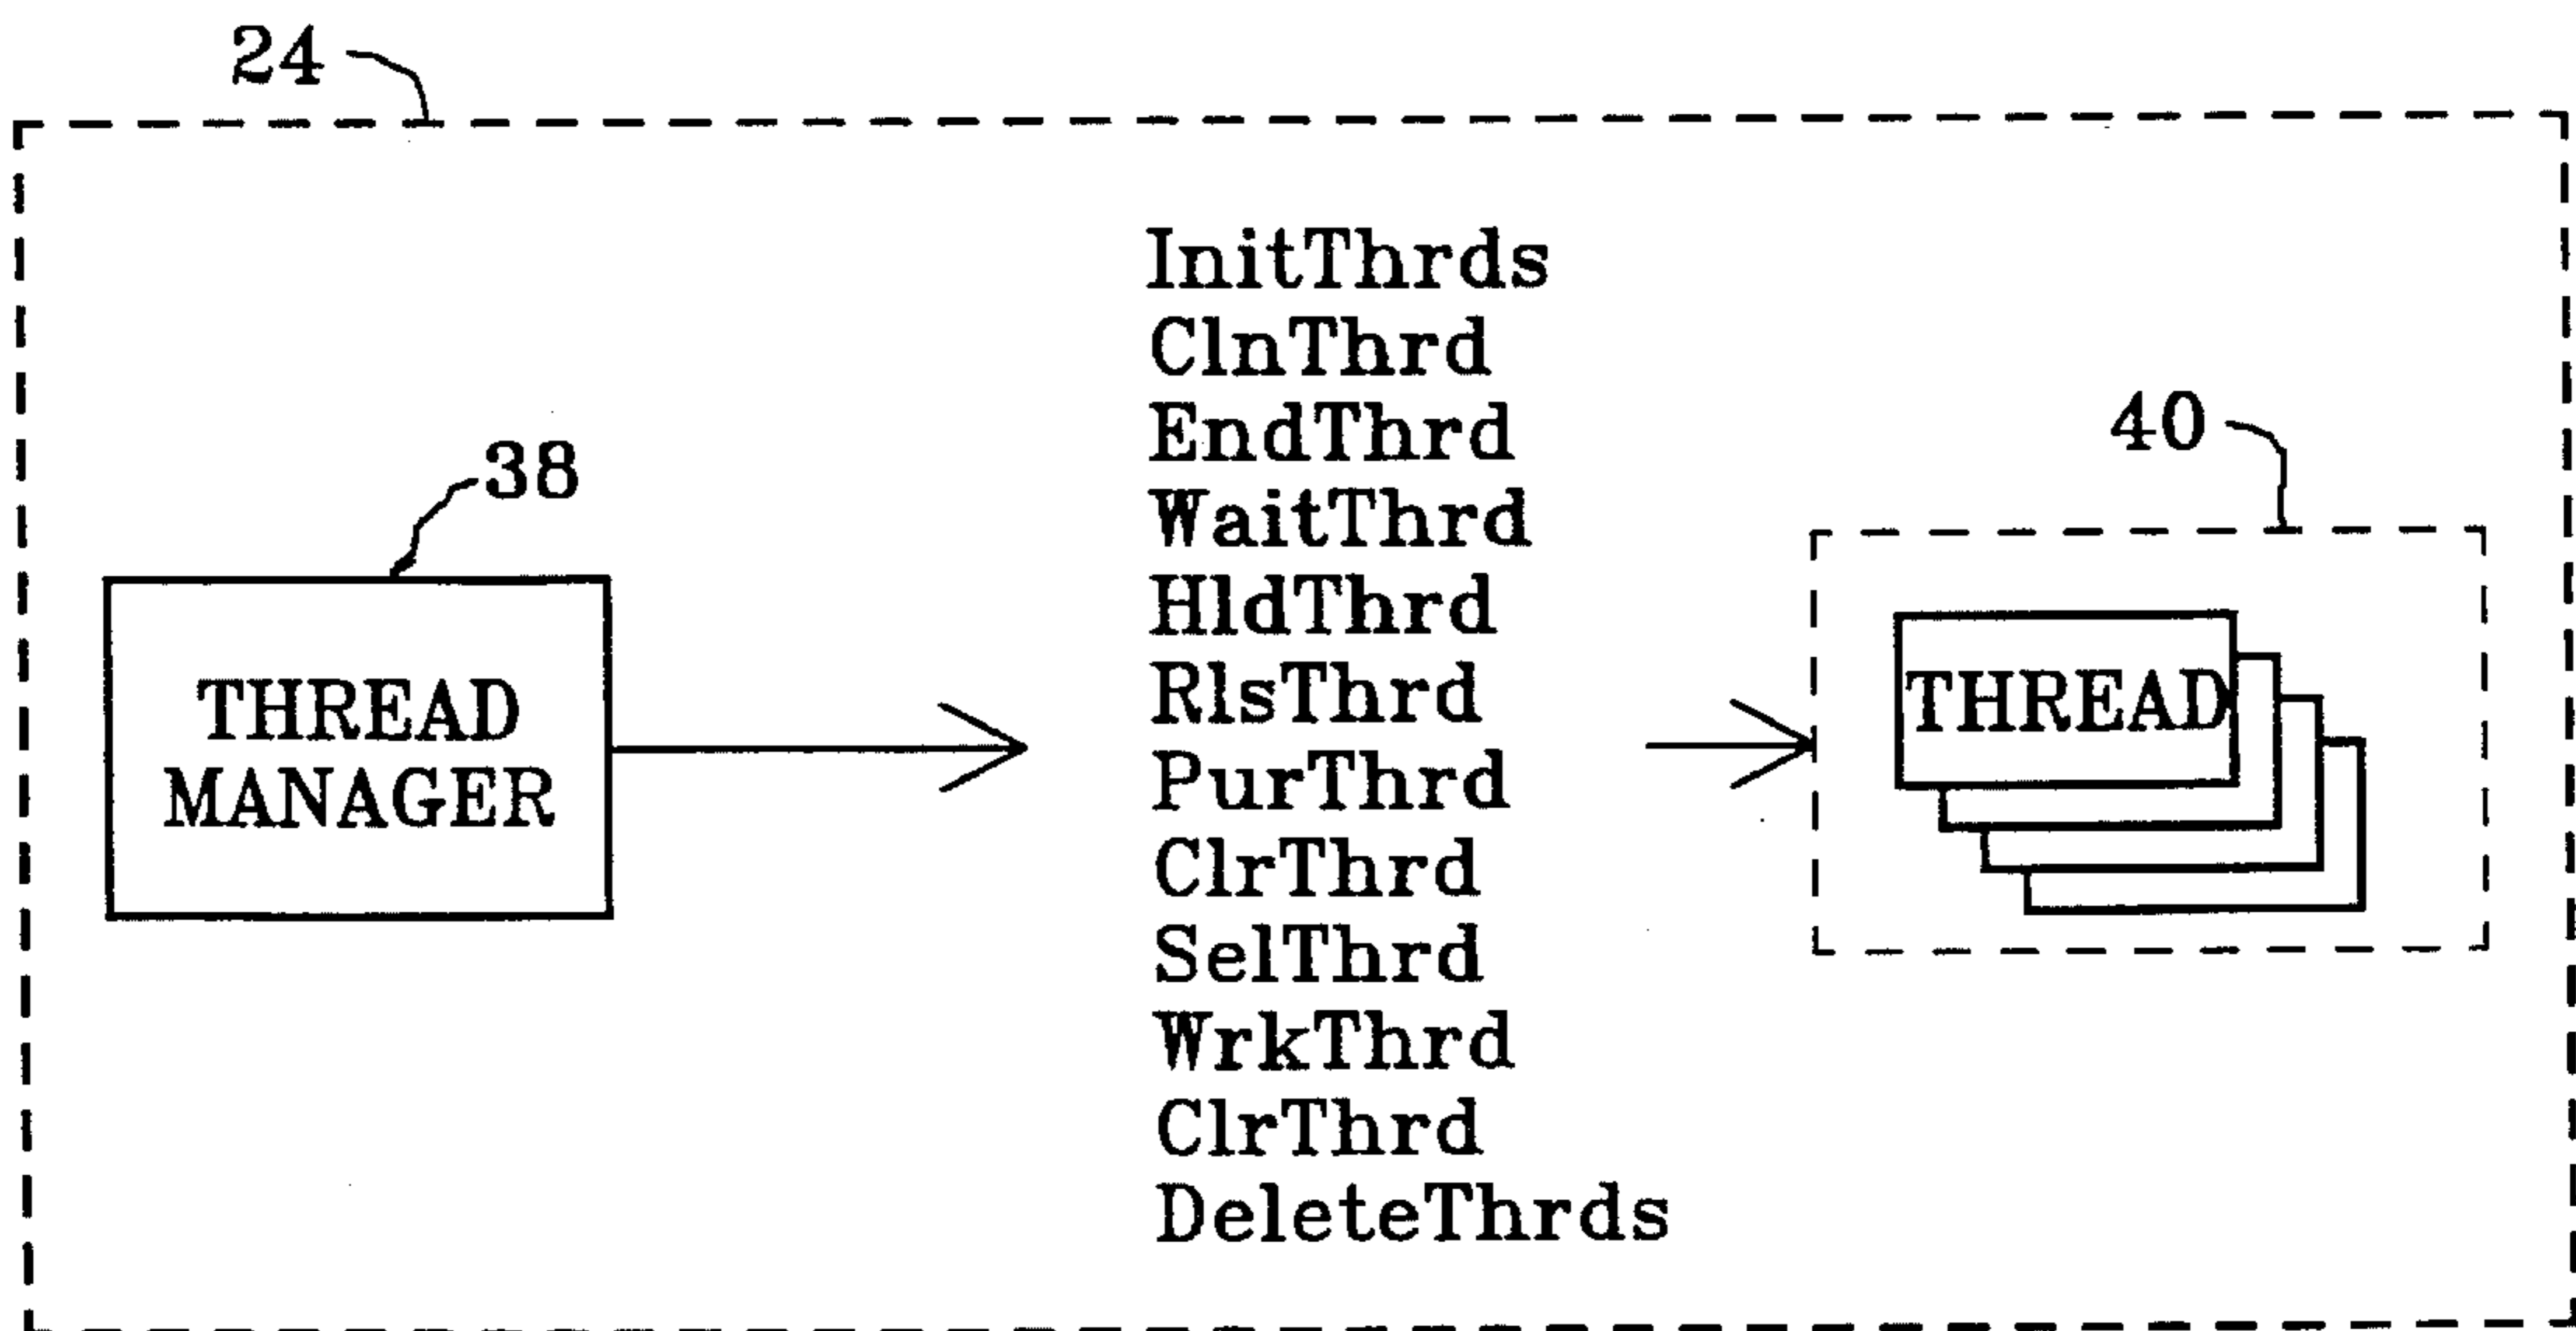 24
38
THREAD
MANAGER
InitThrds
ClnThrd
EndThrd
WaitThrd
HldThrd
RlsThrd
PurThrd
ClrThrd
SelThrd
WrkThrd
ClrThrd
DeleteThrds
40
THREAD